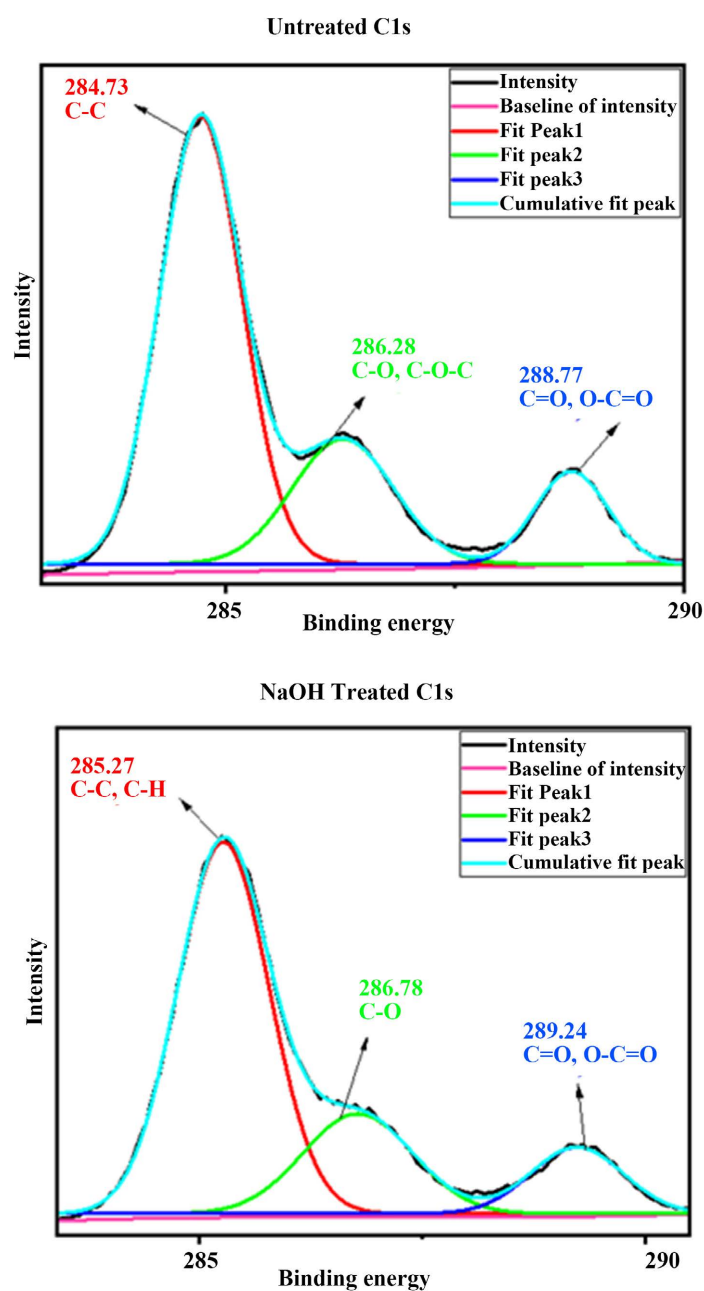 Untreated C1s
284.73
C-C
Intensity
Baseline of intensity
Fit Peak1
Fit peak2
Fit peak3
Cumulative fit peak
286.28
C-O, C-O-C
288.77
C=O, O-C=O
Intensity
285
290
Binding energy
NaOH Treated C1s
285.27
C-C, C-H
Intensity
Baseline of intensity
Fit Peak1
Fit peak2
Fit peak3
Cumulative fit peak
286.78
C-O
289.24
C=O, O-C=O
Intensity
285
290
Binding energy